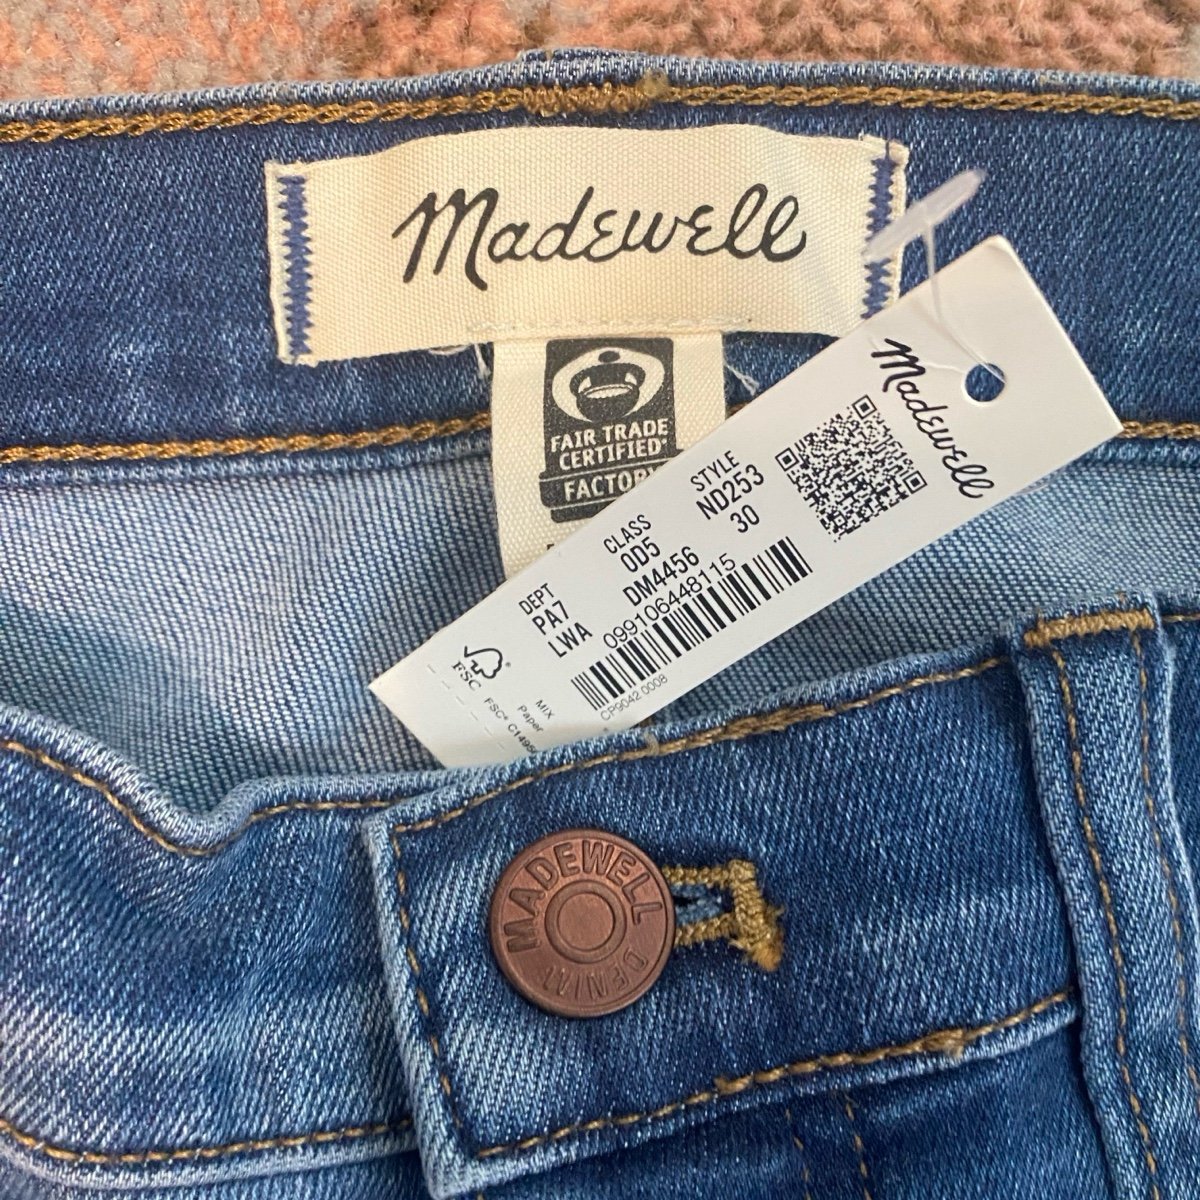 Madewell
FAIR TRADE
CERTIFIED
FACTORY
Madewell
DEPT CLASS STYLE
PA7 0D5 ND253
LWA DM4456 30
099106448115
CP9042.0008
FSC
MIX
Paper
FSC®
MADEWELL
DENIM